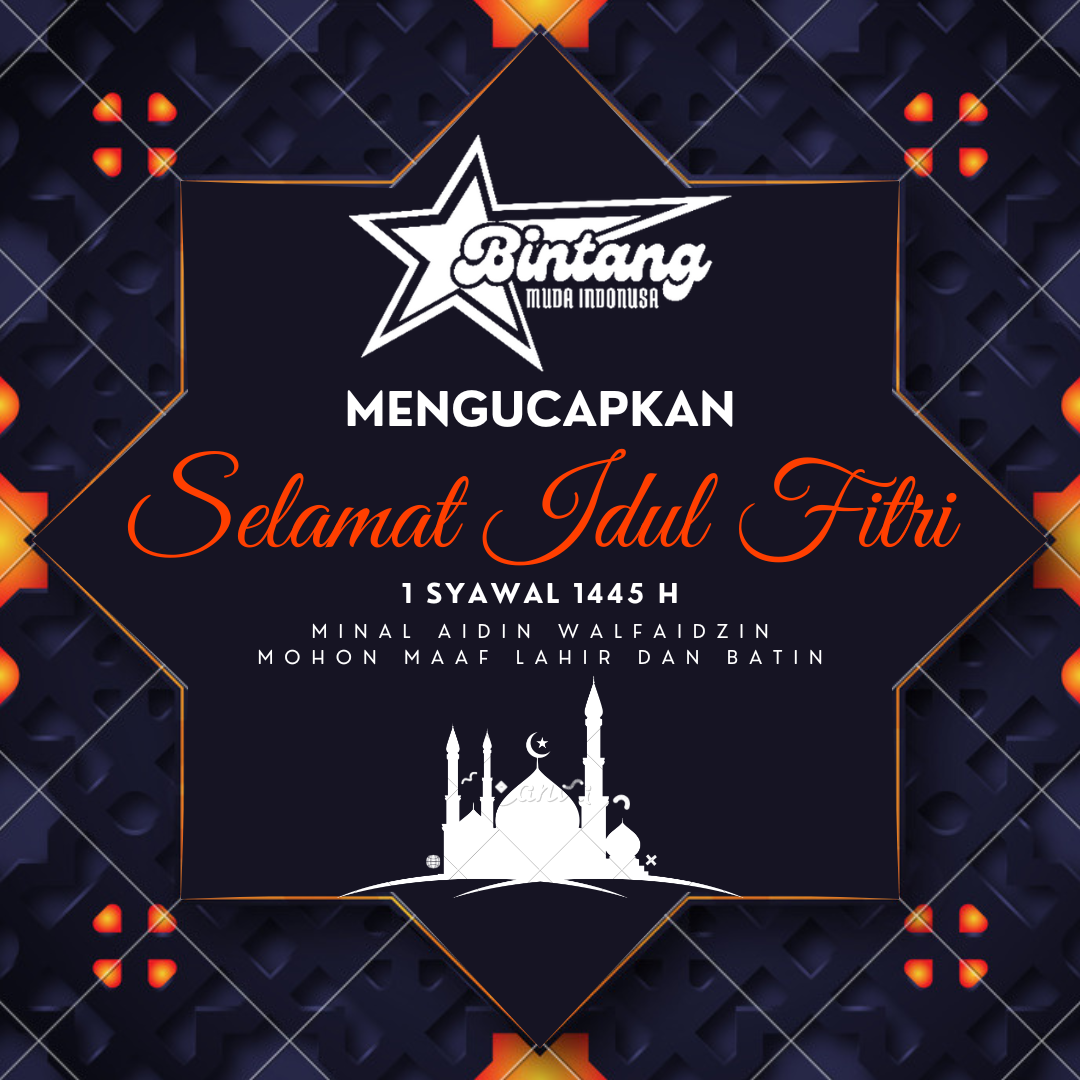 Bintang
MUDA INDONUSA
MENGUCAPKAN
Selamat Idul Fitri
1 SYAWAL 1445 H
MINAL AIDIN WALFAIDZIN
MOHON MAAF LAHIR DAN BATIN